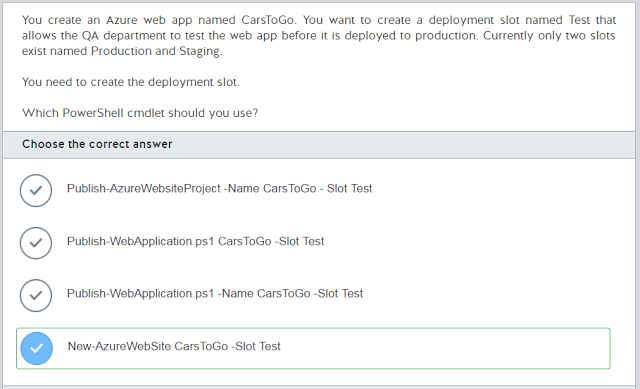 You create an Azure web app named CarsToGo. You want to create a deployment slot named Test that
allows the QA department to test the web app before it is deployed to production. Currently only two slots
exist named Production and Staging.
You need to create the deployment slot.
Which PowerShell cmdlet should you use?
Choose the correct answer
Publish-AzureWebsiteProject -Name CarsToGo - Slot Test
Publish-WebApplication.ps1 CarsToGo -Slot Test
Publish-WebApplication.ps1 -Name CarsToGo -Slot Test
New-AzureWebSite CarsToGo -Slot Test